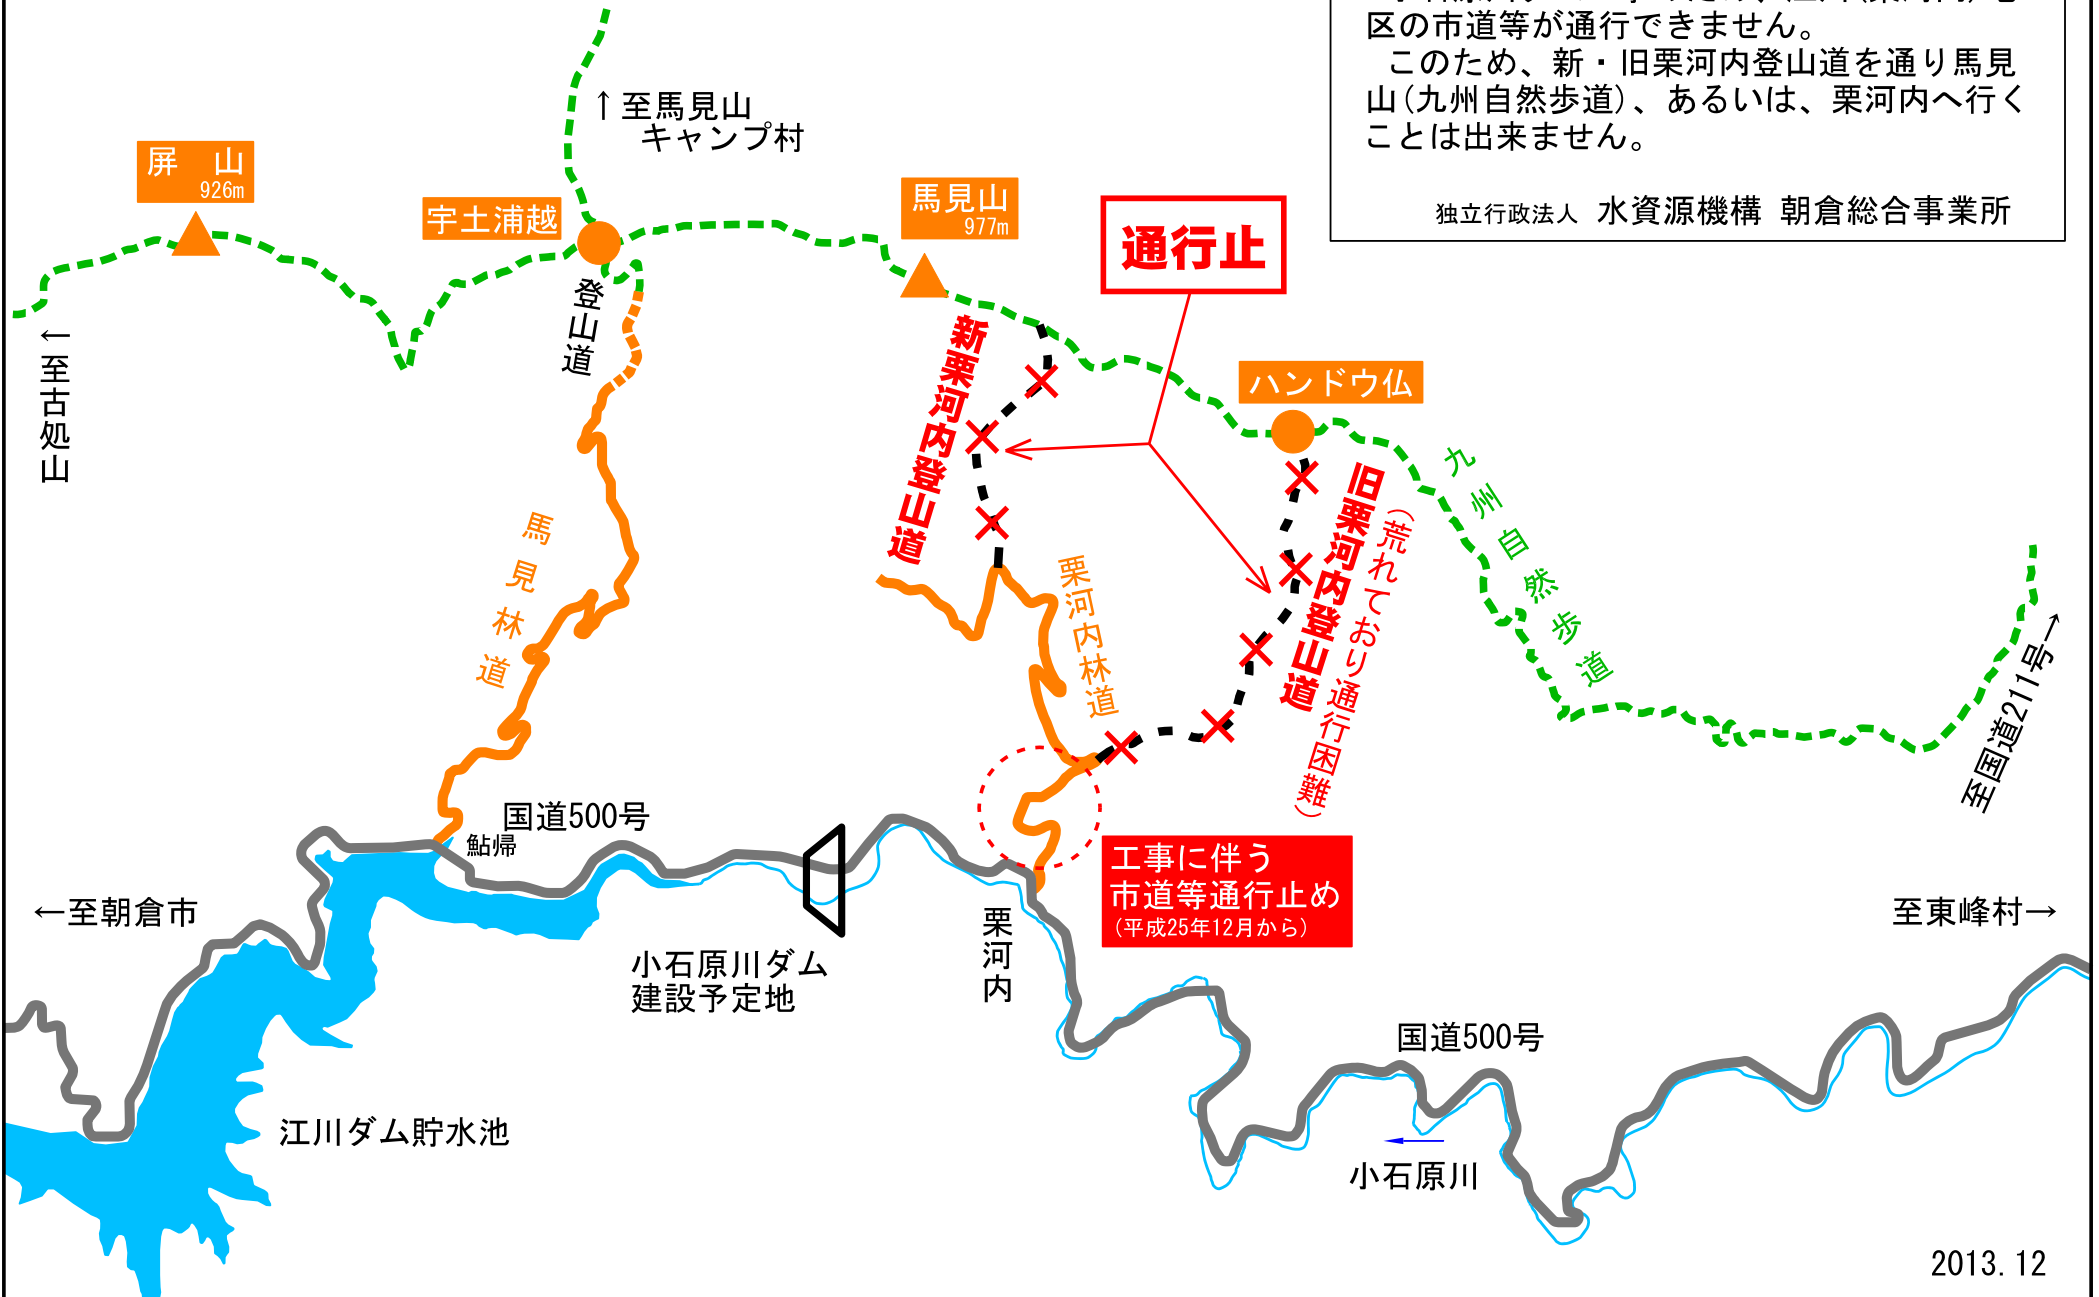 区の市道等が通行できません。
このため、新・旧栗河内登山道を通り馬見
山(九州自然歩道)、あるいは、栗河内へ行く
ことは出来ません。
独立行政法人 水資源機構 朝倉総合事業所
↑至馬見山
キャンプ村
屏 山
926m
宇土浦越
馬見山
977m
通行止
登山道
←至古処山
新栗河内登山道
ハンドウ仏
旧栗河内登山道
(荒れており通行困難)
九州自然歩道
馬見林道
栗河内林道
至国道211号→
国道500号
鮎帰
工事に伴う
市道等通行止め
(平成25年12月から)
←至朝倉市
至東峰村→
小石原川ダム
建設予定地
栗河内
国道500号
江川ダム貯水池
小石原川
2013.12